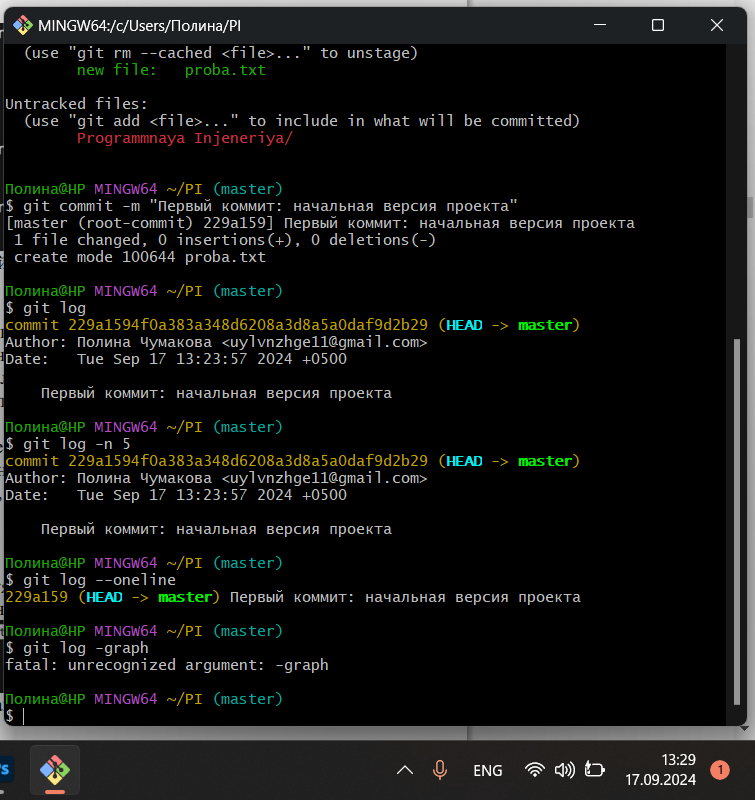 MINGW64:/c/Users/Полина/PI
(use "git rm --cached <file>..." to unstage)
new file:   proba.txt
Untracked files:
(use "git add <file>..." to include in what will be committed)
Programmnaya Injeneriya/
Полина@HP MINGW64 ~/PI (master)
$ git commit -m "Первый коммит: начальная версия проекта"
[master (root-commit) 229a159] Первый коммит: начальная версия проекта
1 file changed, 0 insertions(+), 0 deletions(-)
create mode 100644 proba.txt
Полина@HP MINGW64 ~/PI (master)
$ git log
commit 229a1594f0a383a348d6208a3d8a5a0daf9d2b29 (HEAD -> master)
Author: Полина Чумакова <uylvnzhge11@gmail.com>
Date:   Tue Sep 17 13:23:57 2024 +0500
Первый коммит: начальная версия проекта
Полина@HP MINGW64 ~/PI (master)
$ git log -n 5
commit 229a1594f0a383a348d6208a3d8a5a0daf9d2b29 (HEAD -> master)
Author: Полина Чумакова <uylvnzhge11@gmail.com>
Date:   Tue Sep 17 13:23:57 2024 +0500
Первый коммит: начальная версия проекта
Полина@HP MINGW64 ~/PI (master)
$ git log --oneline
229a159 (HEAD -> master) Первый коммит: начальная версия проекта
Полина@HP MINGW64 ~/PI (master)
$ git log -graph
fatal: unrecognized argument: -graph
Полина@HP MINGW64 ~/PI (master)
$
ENG
13:29
17.09.2024
1